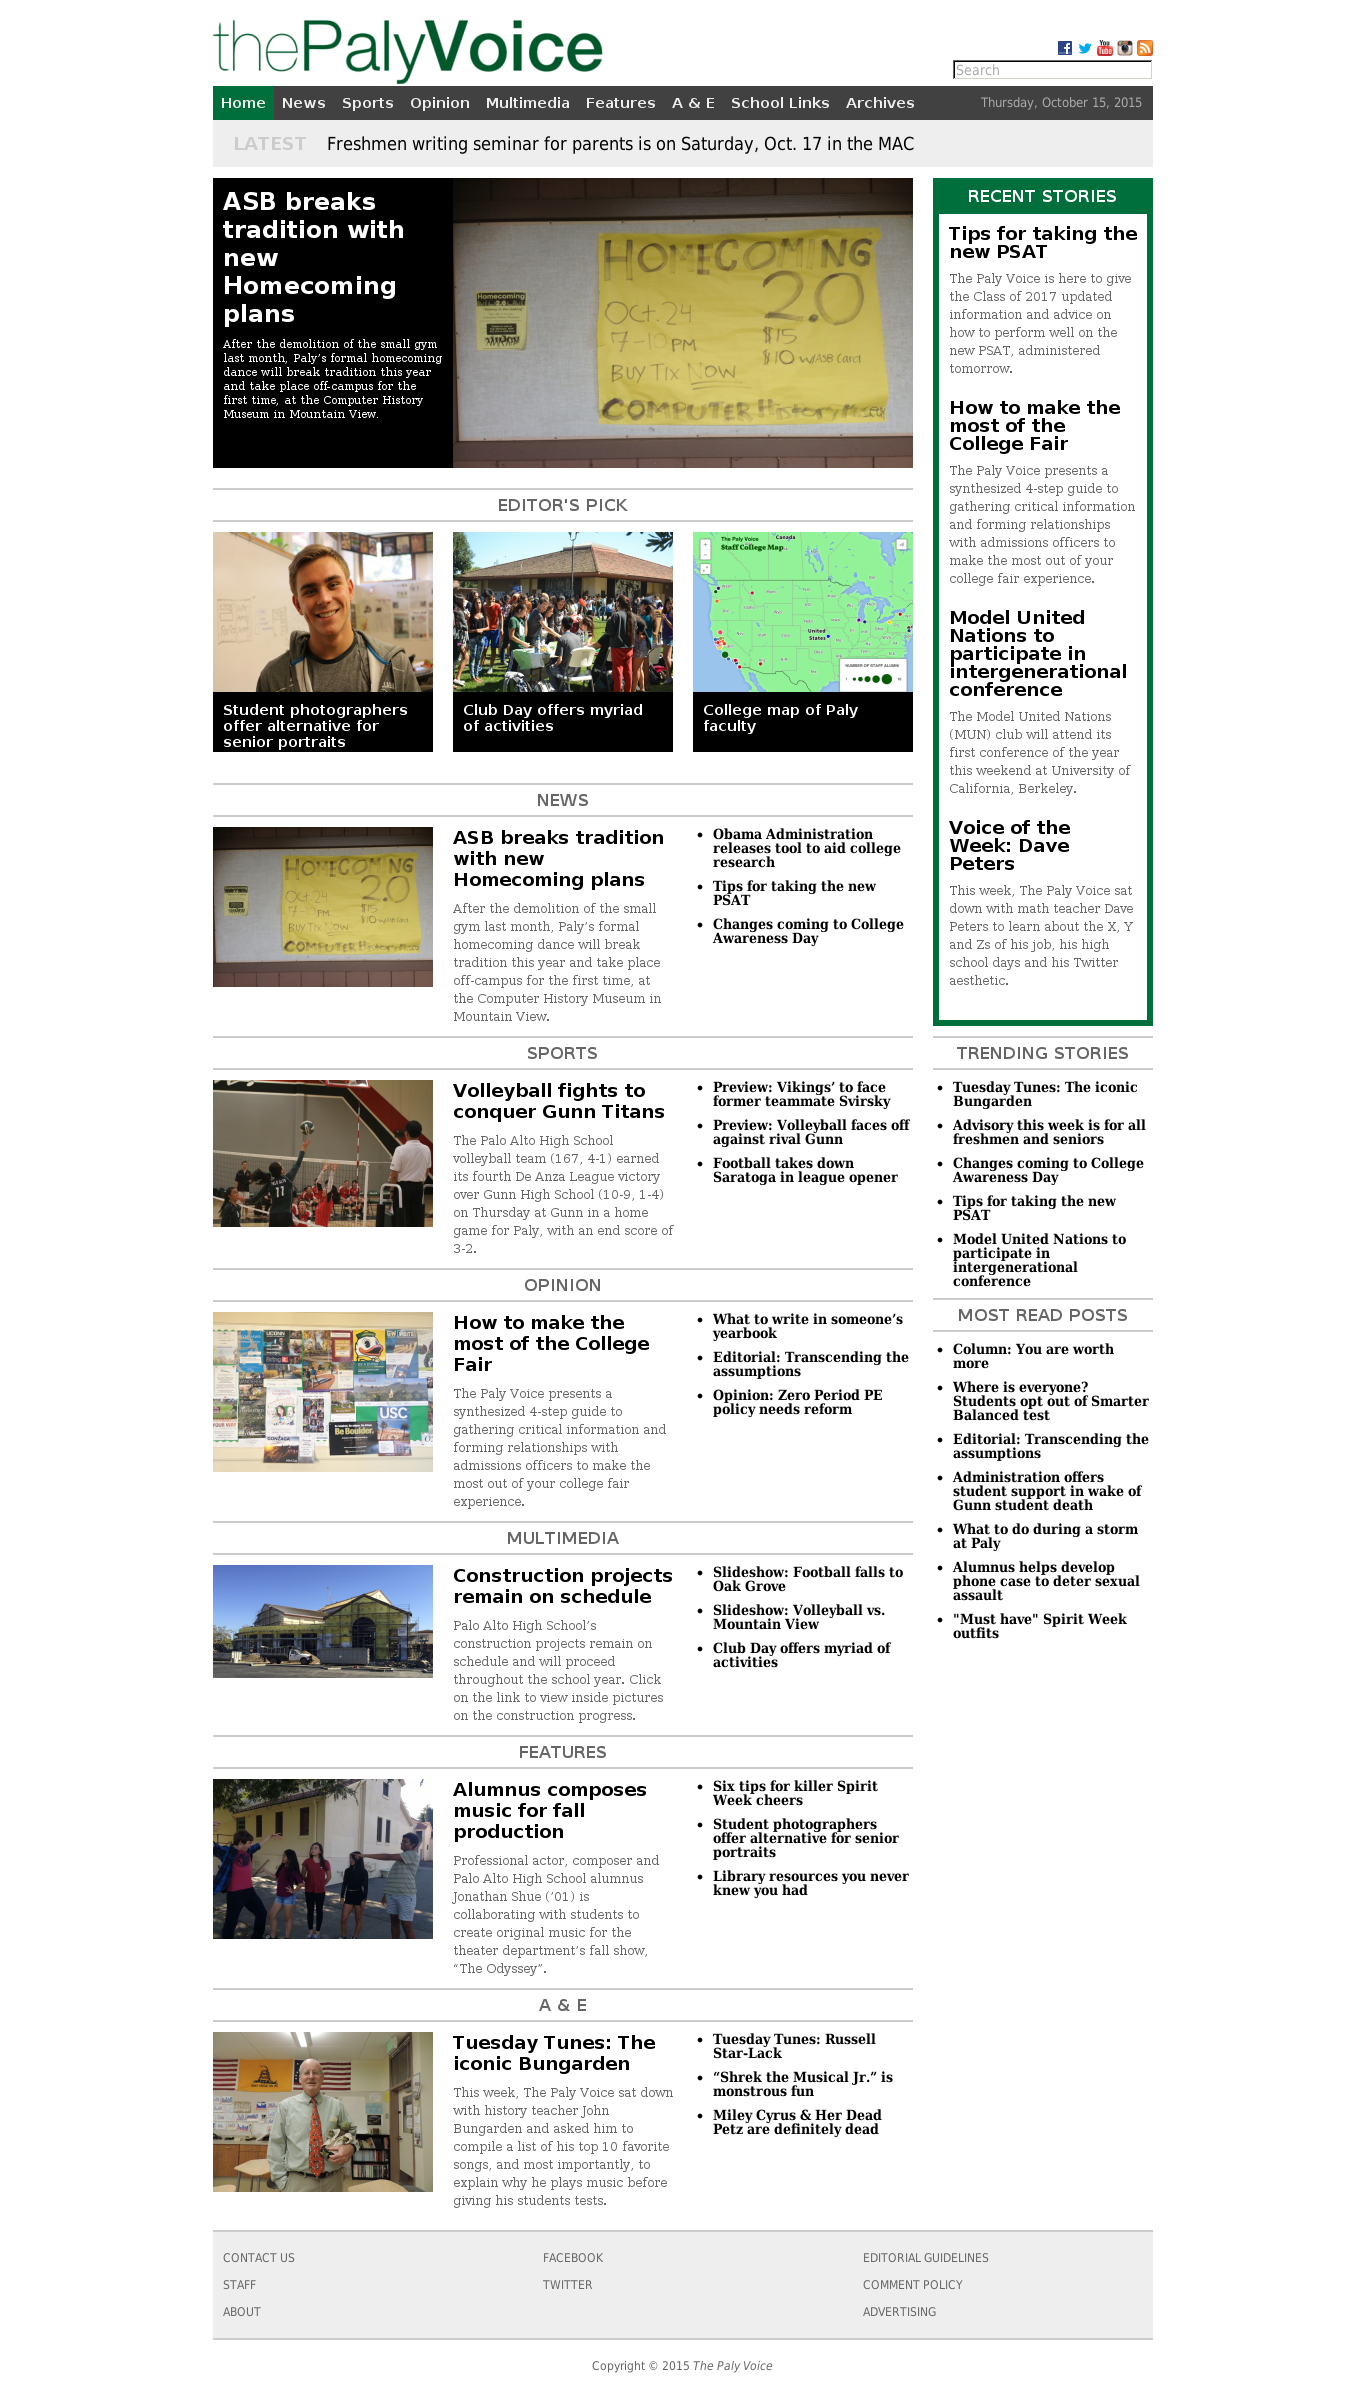 thePalyVoice
Search
Home News Sports Opinion Multimedia Features A & E School Links Archives Thursday, October 15, 2015
LATEST Freshmen writing seminar for parents is on Saturday, Oct. 17 in the MAC
ASB breaks
tradition with
new
Homecoming
plans
After the demolition of the small gym
last month, Paly's formal homecoming
dance will break tradition this year
and take place off-campus for the
first time, at the Computer History
Museum in Mountain View.
HOMECOMING
2.0
OCT. 24
7-10 PM
$15
$10 w/ASB Card
BUY TIX NOW
COMPUTER History
EDITOR'S PICK
Student photographers
offer alternative for
senior portraits
Club Day offers myriad
of activities
The Paly Voice
Staff College Map
Canada
United
States
NUMBER OF STAFF ALUMNI
College map of Paly
faculty
NEWS
HOMECOMING
2.0
OCT 24
BUY TIX NOW
ASB breaks tradition
with new
Homecoming plans
After the demolition of the small
gym last month, Paly's formal
homecoming dance will break
tradition this year and take place
off-campus for the first time, at
the Computer History Museum in
Mountain View.
Obama Administration
releases tool to aid college
research
Tips for taking the new
PSAT
Changes coming to College
Awareness Day
SPORTS
11
Volleyball fights to
conquer Gunn Titans
The Palo Alto High School
volleyball team (167, 4-1) earned
its fourth De Anza League victory
over Gunn High School (10-9, 1-4)
on Thursday at Gunn in a home
game for Paly, with an end score of
3-2.
Preview: Vikings’ to face
former teammate Svirsky
Preview: Volleyball faces off
against rival Gunn
Football takes down
Saratoga in league opener
OPINION
UCONN
USC
Be Boulder.
GONZAGA
How to make the
most of the College
Fair
The Paly Voice presents a
synthesized 4-step guide to
gathering critical information and
forming relationships with
admissions officers to make the
most out of your college fair
experience.
What to write in someone’s
yearbook
Editorial: Transcending the
assumptions
Opinion: Zero Period PE
policy needs reform
MULTIMEDIA
Construction projects
remain on schedule
Palo Alto High School’s
construction projects remain on
schedule and will proceed
throughout the school year. Click
on the link to view inside pictures
on the construction progress.
Slideshow: Football falls to
Oak Grove
Slideshow: Volleyball vs.
Mountain View
Club Day offers myriad of
activities
FEATURES
Alumnus composes
music for fall
production
Professional actor, composer and
Palo Alto High School alumnus
Jonathan Shue (’01) is
collaborating with students to
create original music for the
theater department’s fall show,
“The Odyssey”.
Six tips for killer Spirit
Week cheers
Student photographers
offer alternative for senior
portraits
Library resources you never
knew you had
A & E
Tuesday Tunes: The
iconic Bungarden
This week, The Paly Voice sat down
with history teacher John
Bungarden and asked him to
compile a list of his top 10 favorite
songs, and most importantly, to
explain why he plays music before
giving his students tests.
Tuesday Tunes: Russell
Star-Lack
“Shrek the Musical Jr.” is
monstrous fun
Miley Cyrus & Her Dead
Petz are definitely dead
RECENT STORIES
Tips for taking the
new PSAT
The Paly Voice is here to give
the Class of 2017 updated
information and advice on
how to perform well on the
new PSAT, administered
tomorrow.
How to make the
most of the
College Fair
The Paly Voice presents a
synthesized 4-step guide to
gathering critical information
and forming relationships
with admissions officers to
make the most out of your
college fair experience.
Model United
Nations to
participate in
intergenerational
conference
The Model United Nations
(MUN) club will attend its
first conference of the year
this weekend at University of
California, Berkeley.
Voice of the
Week: Dave
Peters
This week, The Paly Voice sat
down with math teacher Dave
Peters to learn about the X, Y
and Zs of his job, his high
school days and his Twitter
aesthetic.
TRENDING STORIES
Tuesday Tunes: The iconic
Bungarden
Advisory this week is for all
freshmen and seniors
Changes coming to College
Awareness Day
Tips for taking the new
PSAT
Model United Nations to
participate in
intergenerational
conference
MOST READ POSTS
Column: You are worth
more
Where is everyone?
Students opt out of Smarter
Balanced test
Editorial: Transcending the
assumptions
Administration offers
student support in wake of
Gunn student death
What to do during a storm
at Paly
Alumnus helps develop
phone case to deter sexual
assault
"Must have" Spirit Week
outfits
CONTACT US FACEBOOK EDITORIAL GUIDELINES
STAFF TWITTER COMMENT POLICY
ABOUT ADVERTISING
Copyright © 2015 The Paly Voice